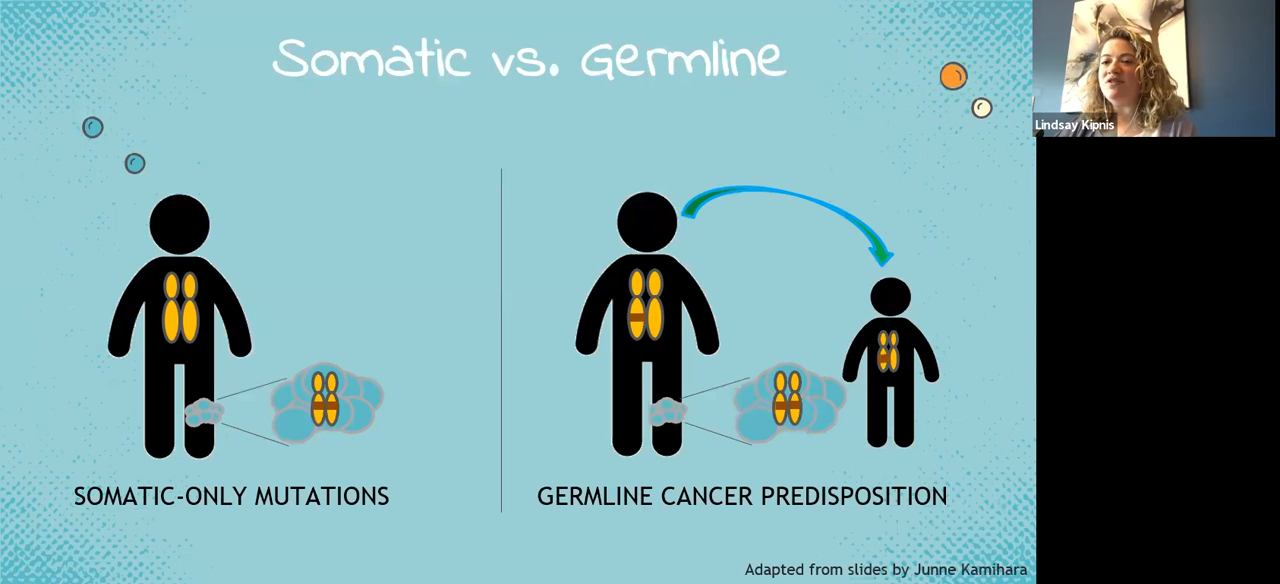 Somatic vs. Germline
Lindsay Kipnis
SOMATIC-ONLY MUTATIONS
GERMLINE CANCER PREDISPOSITION
Adapted from slides by Junne Kamihara